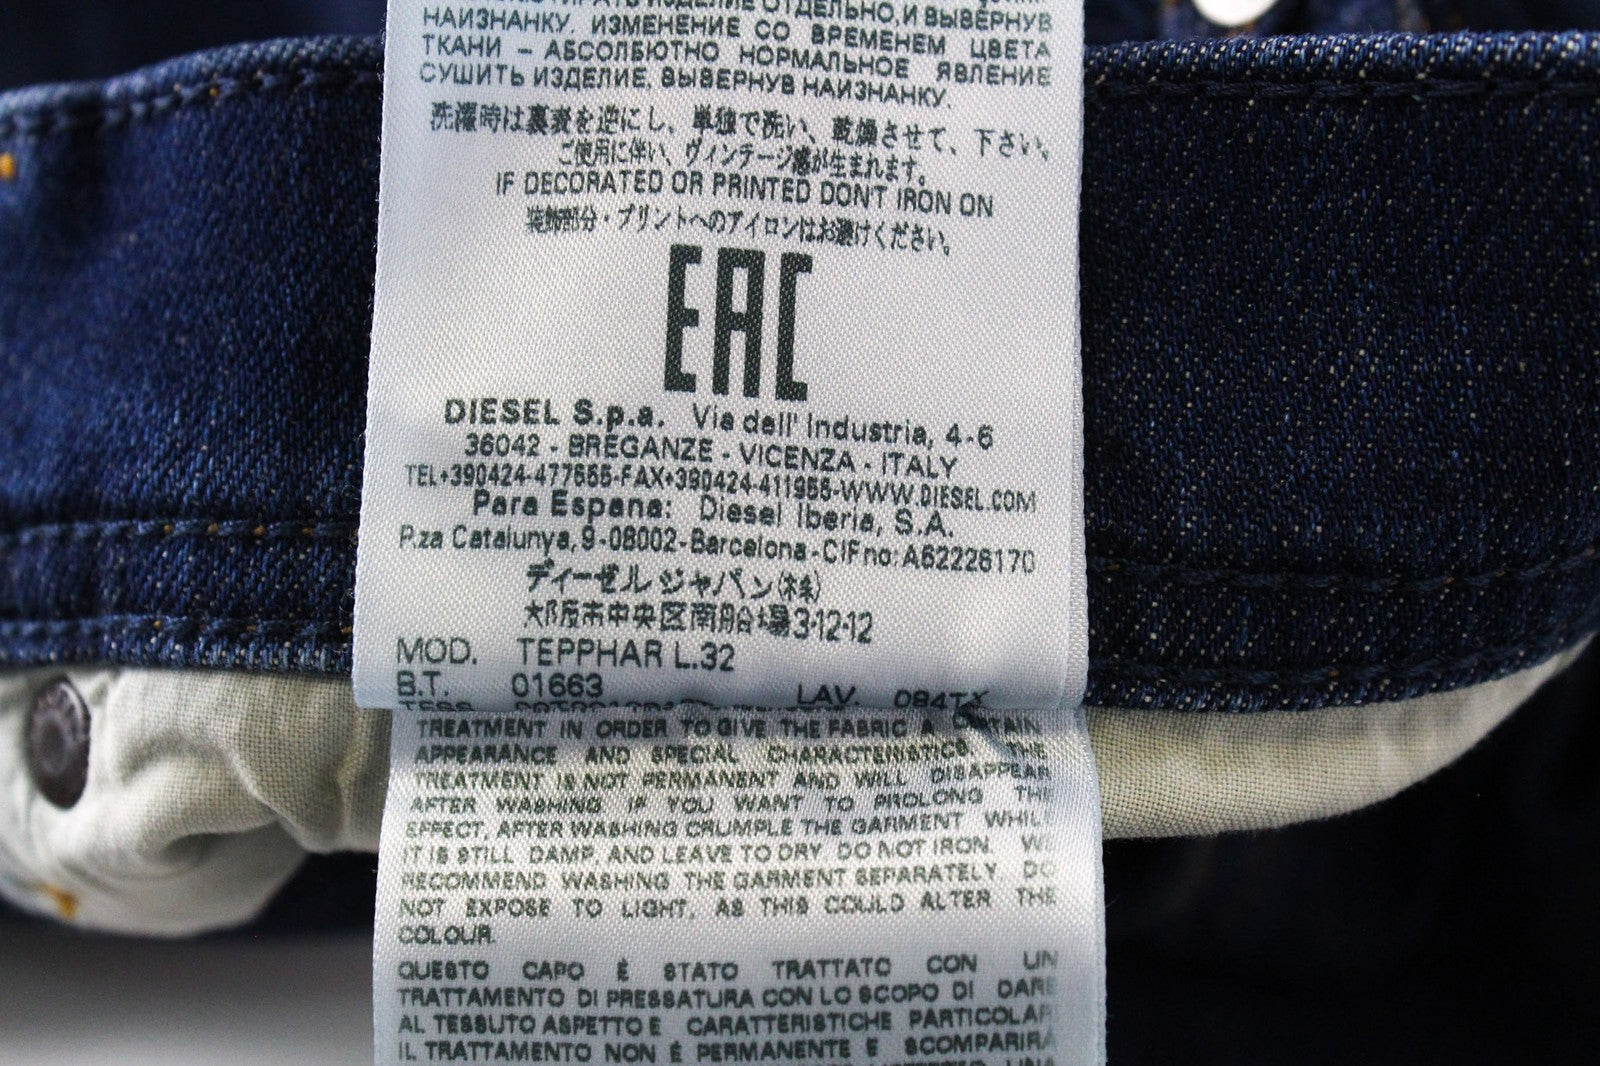 СТИРАТЬ ИЗДЕЛИЕ ОТДЕЛЬНО, И ВЫВЕРНУВ
НАИЗНАНКУ. ИЗМЕНЕНИЕ СО ВРЕМЕНЕМ ЦВЕТА
ТКАНИ – АБСОЛБЮТНО НОРМАЛЬНОЕ ЯВЛЕНИЕ
СУШИТЬ ИЗДЕЛИЕ, ВЫВЕРНУВ НАИЗНАНКУ.
洗濯時は裏表を逆にし、単独で洗い、乾燥させて、下さい。
ご使用に伴い、ヴィンテージ感が生まれます。
IF DECORATED OR PRINTED DON'T IRON ON
装飾部分・プリントへのアイロンはお避けください。
EAC
DIESEL S.p.a. Via dell' Industria, 4-6
36042 - BREGANZE - VICENZA - ITALY
TEL+390424-477555-FAX+390424-411955-WWW.DIESEL.COM
Para Espana: Diesel Iberia, S.A.
P.za Catalunya, 9-08002-Barcelona-CIFno: A62226170
ディーゼル ジャパン(株)
大阪市中央区南船場3-12-12
MOD. TEPPHAR L.32
B.T. 01663 LAV. 084TX
TESS.
TREATMENT IN ORDER TO GIVE THE FABRIC A CERTAIN
APPEARANCE AND SPECIAL CHARACTERISTICS. THE
TREATMENT IS NOT PERMANENT AND WILL DISAPPEAR
AFTER WASHING. IF YOU WANT TO PROLONG THE
EFFECT, AFTER WASHING CRUMPLE THE GARMENT WHILE
IT IS STILL DAMP, AND LEAVE TO DRY. DO NOT IRON. WE
RECOMMEND WASHING THE GARMENT SEPARATELY. DO
NOT EXPOSE TO LIGHT, AS THIS COULD ALTER THE
COLOUR.
QUESTO CAPO È STATO TRATTATO CON UN
TRATTAMENTO DI PRESSATURA CON LO SCOPO DI DARE
AL TESSUTO ASPETTO E CARATTERISTICHE PARTICOLARI
IL TRATTAMENTO NON È PERMANENTE E SCOMPARIRÀ